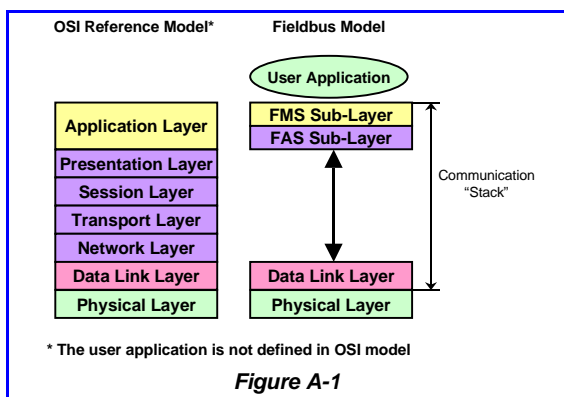 OSI Reference Model*
Fieldbus Model
User Application
Application Layer
Presentation Layer
Session Layer
Transport Layer
Network Layer
Data Link Layer
Physical Layer
FMS Sub-Layer
FAS Sub-Layer
Data Link Layer
Physical Layer
Communication
“Stack”
* The user application is not defined in OSI model
Figure A-1